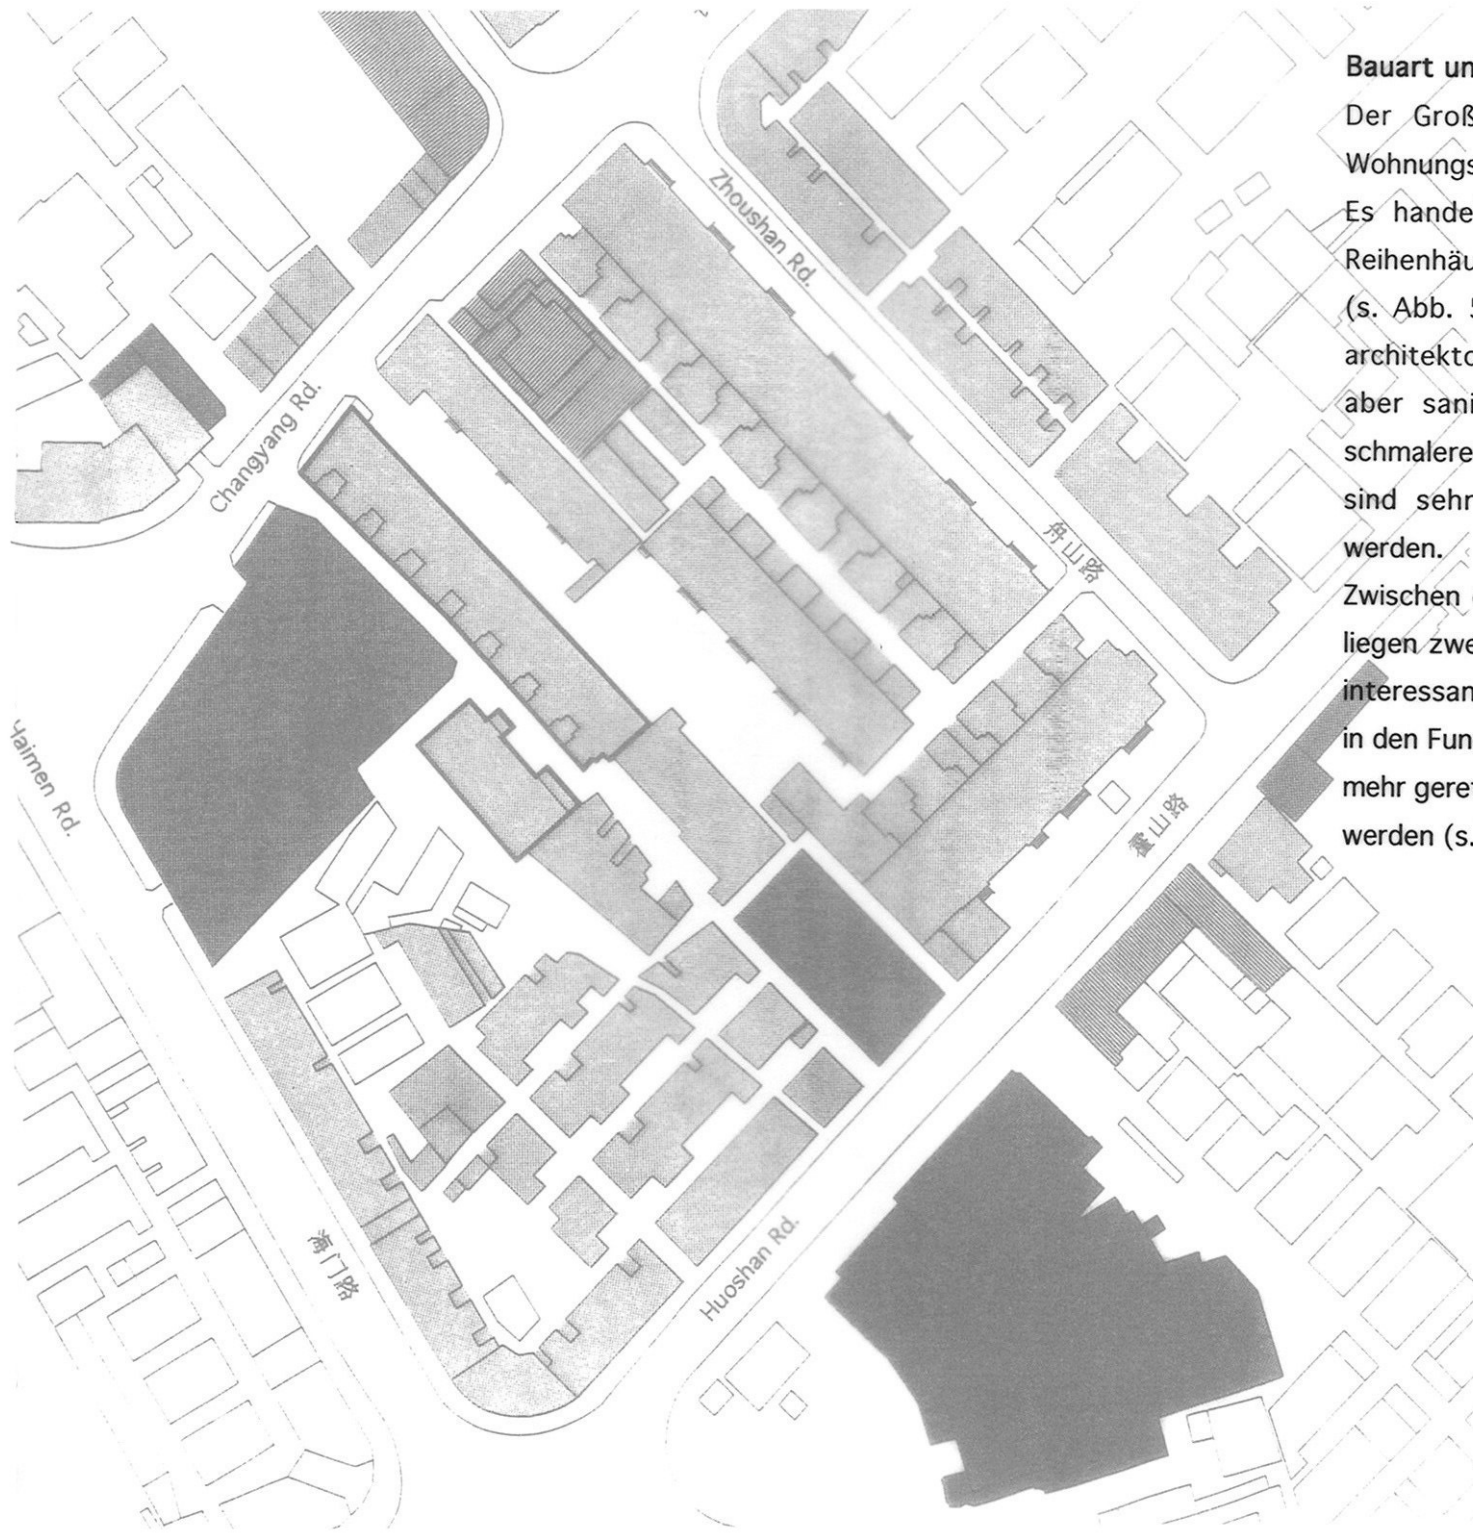 Zhoushan Rd.
Changyang Rd.
舟山路
Haimen Rd.
霍山路
海门路
Huoshan Rd.
Bauart un
Der Groß
Wohnungs
Es hande
Reihenhäu
(s. Abb. 5
architekto
aber sani
schmalere
sind sehr
werden.
Zwischen
liegen zwe
interessan
in den Fun
mehr geret
werden (s.